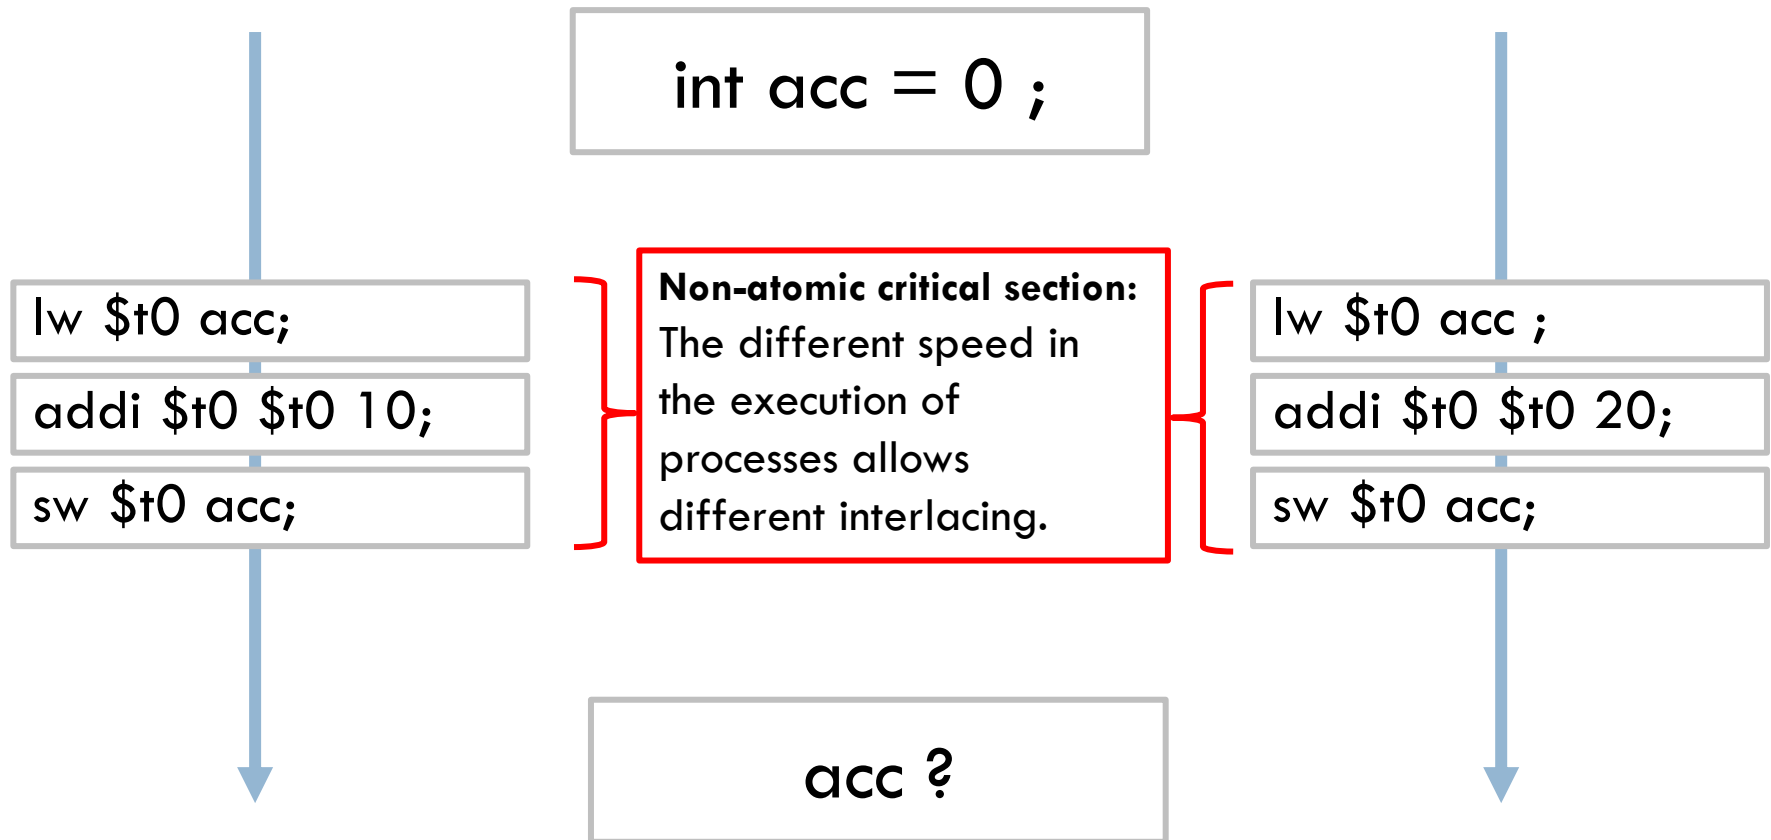 int acc = 0 ;
lw $t0 acc;
addi $t0 $t0 10;
sw $t0 acc;
Non-atomic critical section:
The different speed in
the execution of
processes allows
different interlacing.
lw $t0 acc ;
addi $t0 $t0 20;
sw $t0 acc;
acc ?